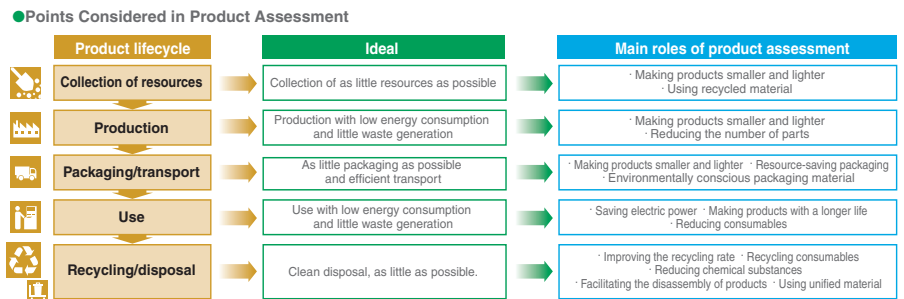 ●Points Considered in Product Assessment
Product lifecycle
Ideal
Main roles of product assessment
Collection of resources
Collection of as little resources as possible
· Making products smaller and lighter
· Using recycled material
Production
Production with low energy consumption
and little waste generation
· Making products smaller and lighter
· Reducing the number of parts
Packaging/transport
As little packaging as possible
and efficient transport
· Making products smaller and lighter · Resource-saving packaging
· Environmentally conscious packaging material
Use
Use with low energy consumption
and little waste generation
· Saving electric power · Making products with a longer life
· Reducing consumables
Recycling/disposal
Clean disposal, as little as possible.
· Improving the recycling rate · Recycling consumables
· Reducing chemical substances
· Facilitating the disassembly of products · Using unified material